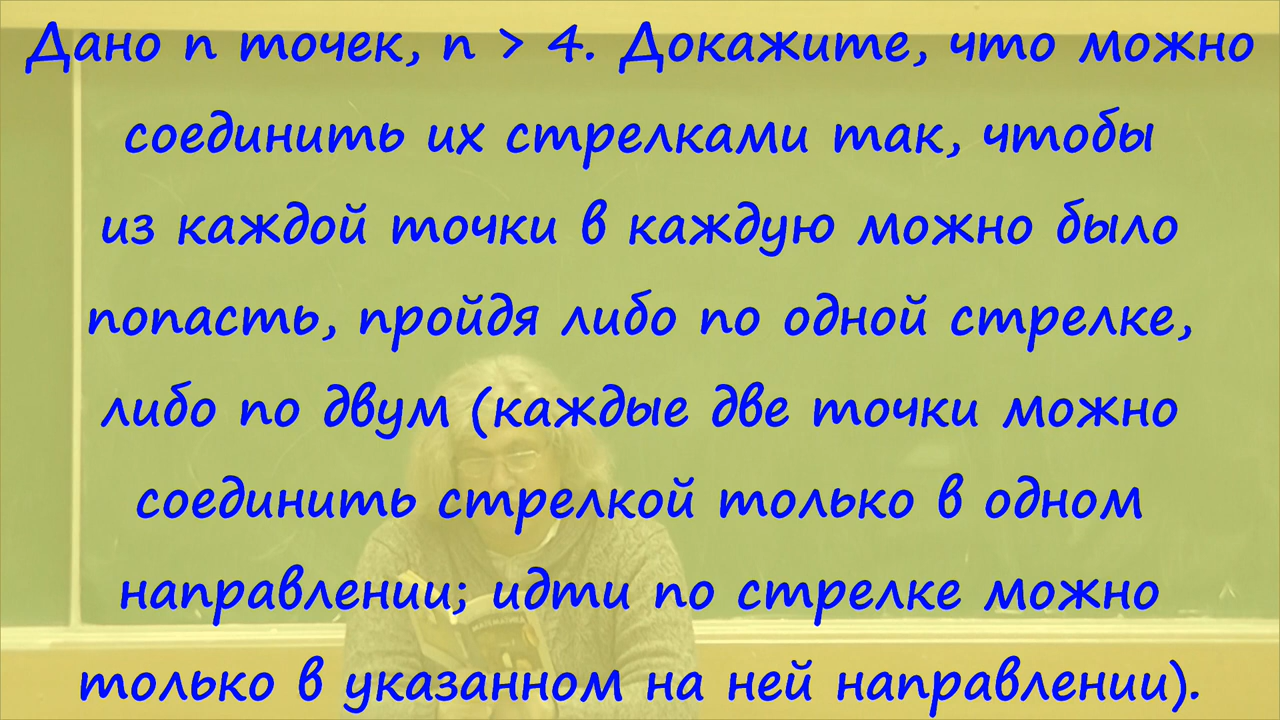 Дано n точек, n > 4. Докажите, что можно
соединить их стрелками так, чтобы
из каждой точки в каждую можно было
попасть, пройдя либо по одной стрелке,
либо по двум (каждые две точки можно
соединить стрелкой только в одном
направлении; идти по стрелке можно
только в указанном на ней направлении).
МАТЕМАТИКА